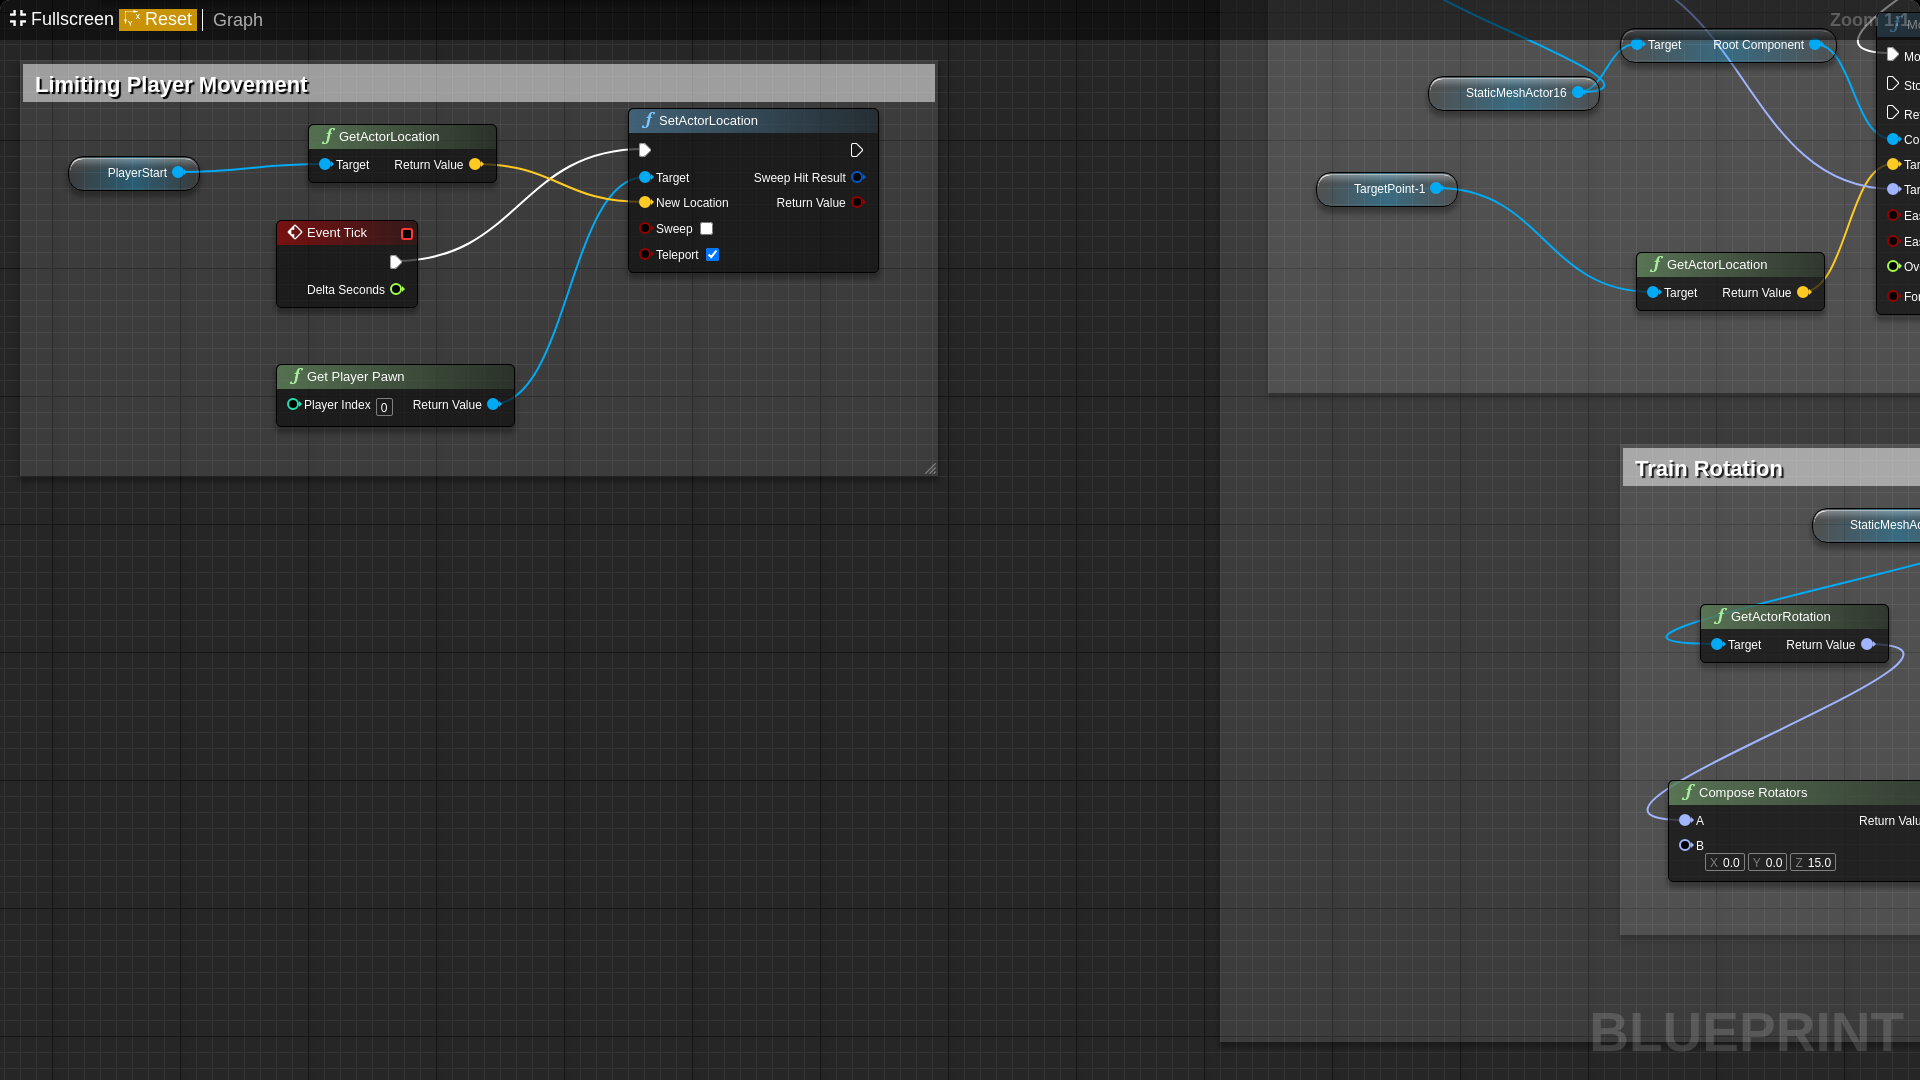 Fullscreen Reset Graph
Zoom 1:1
Limiting Player Movement
PlayerStart
GetActorLocation
Target Return Value
SetActorLocation
Target Sweep Hit Result
New Location Return Value
Sweep
Teleport
Event Tick
Delta Seconds
Get Player Pawn
Player Index 0 Return Value
Target Root Component
StaticMeshActor16
TargetPoint-1
GetActorLocation
Target Return Value
Mo
Sto
Ret
Co
Tar
Tar
Eas
Eas
Ove
For
Train Rotation
StaticMeshAc
GetActorRotation
Target Return Value
Compose Rotators
A Return Valu
B
X 0.0 Y 0.0 Z 15.0
BLUEPRINT